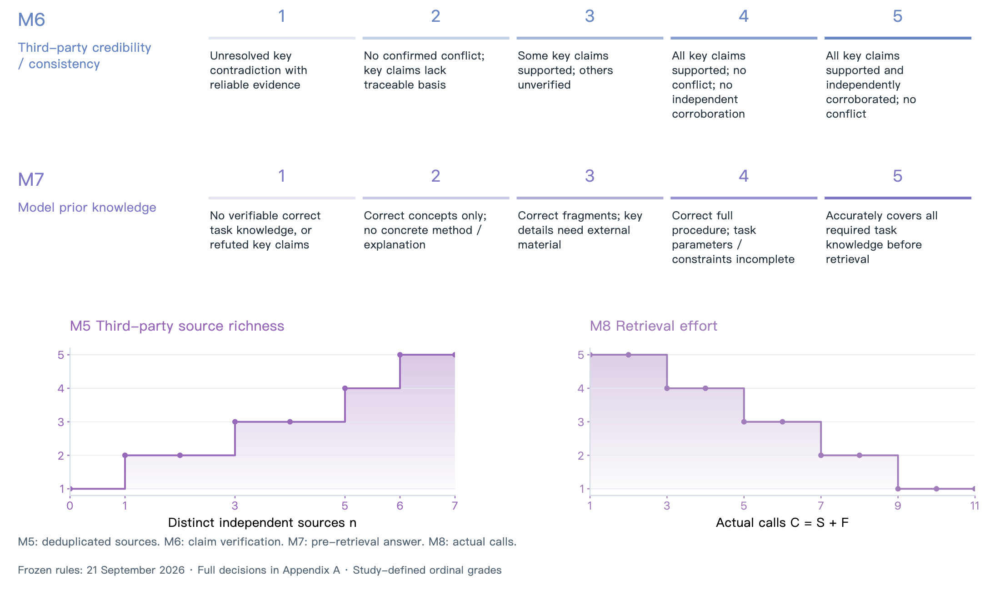 M6
Third–party credibility
/ consistency
1
Unresolved key
contradiction with
reliable evidence
2
No confirmed conflict;
key claims lack
traceable basis
3
Some key claims
supported; others
unverified
4
All key claims
supported; no
conflict; no
independent
corroboration
5
All key claims
supported and
independently
corroborated; no
conflict
M7
Model prior knowledge
1
No verifiable correct
task knowledge, or
refuted key claims
2
Correct concepts only;
no concrete method /
explanation
3
Correct fragments; key
details need external
material
4
Correct full
procedure; task
parameters /
constraints incomplete
5
Accurately covers all
required task
knowledge before
retrieval
M5 Third–party source richness
5
4
3
2
1
0 1 3 5 6 7
Distinct independent sources n
M8 Retrieval effort
5
4
3
2
1
1 3 5 7 9 11
Actual calls C = S + F
M5: deduplicated sources. M6: claim verification. M7: pre–retrieval answer. M8: actual calls.
Frozen rules: 21 September 2026 · Full decisions in Appendix A · Study–defined ordinal grades